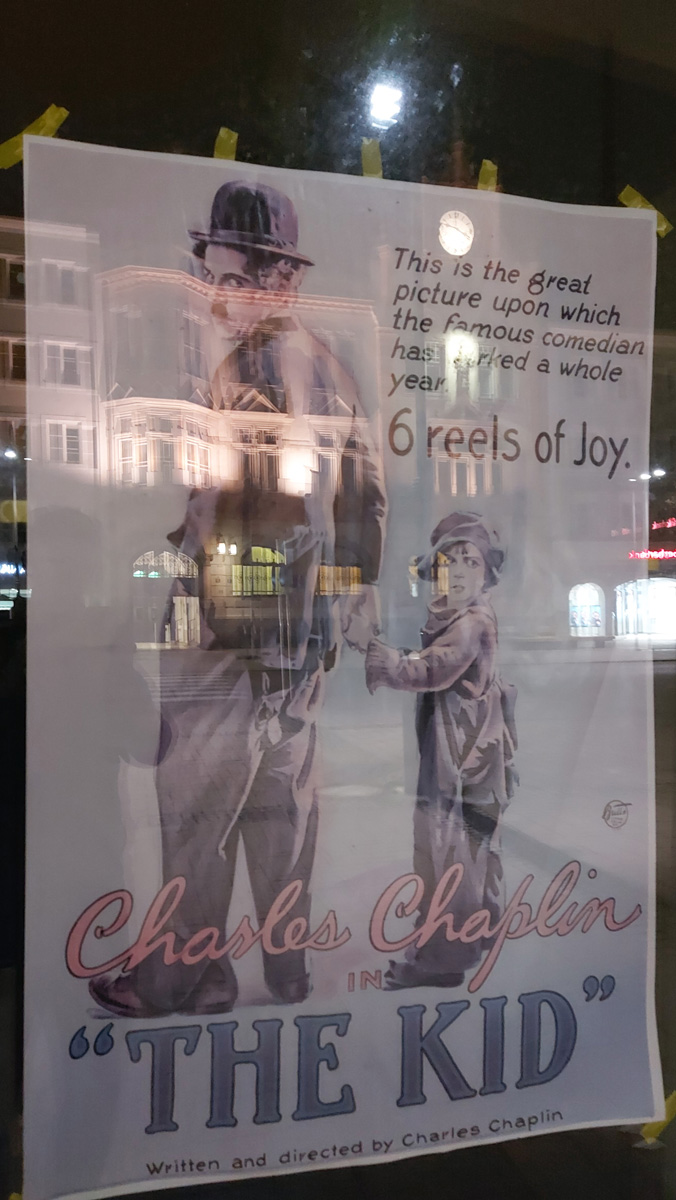 This is the great
picture upon which
the famous comedian
has worked a whole
year.
6 reels of Joy.
Charles Chaplin
IN
"THE KID"
Written and directed by Charles Chaplin